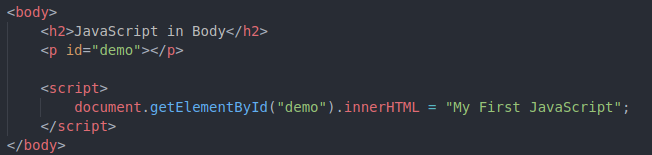 <body>
    <h2>JavaScript in Body</h2>
    <p id="demo"></p>

    <script>
        document.getElementById("demo").innerHTML = "My First JavaScript";
    </script>
</body>